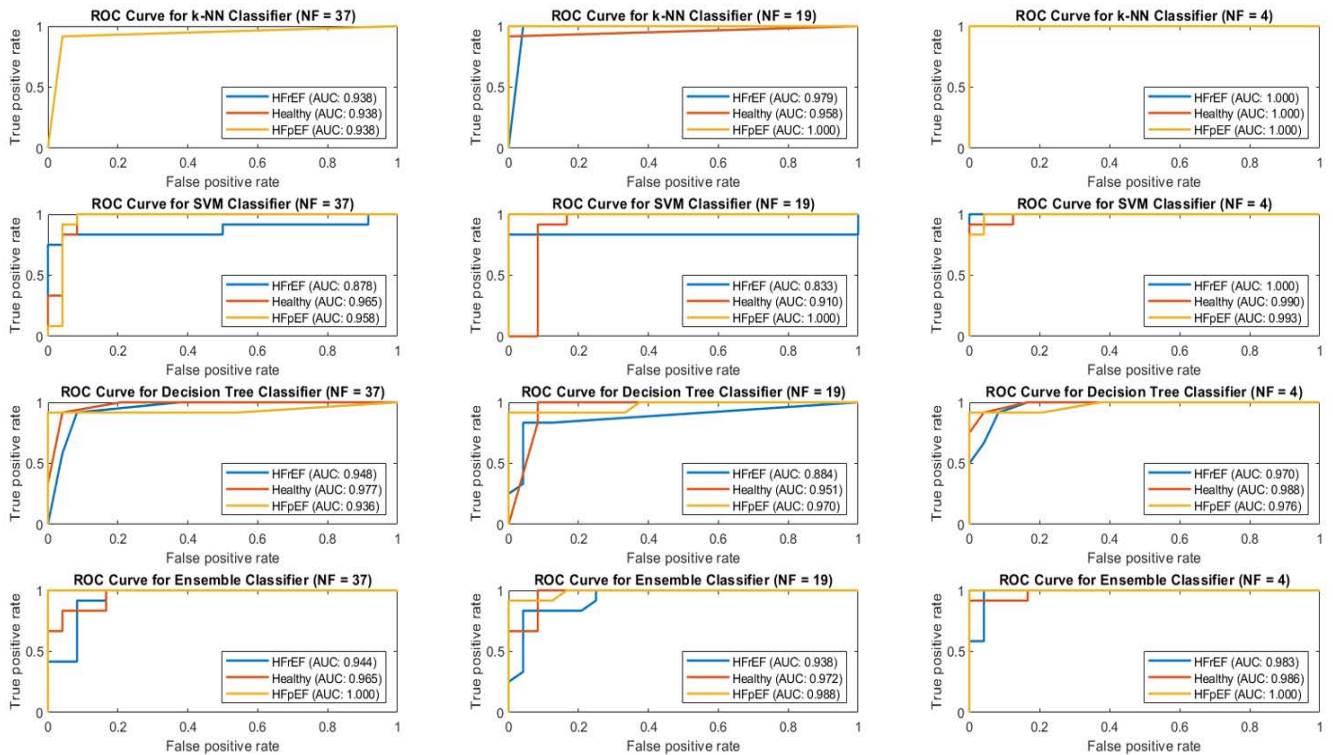 ROC Curve for k-NN Classifier (NF = 37)
True positive rate
1
0.5
0
HFrEF (AUC: 0.938)
Healthy (AUC: 0.938)
HFpEF (AUC: 0.938)
0 0.2 0.4 0.6 0.8 1
False positive rate
ROC Curve for k-NN Classifier (NF = 19)
True positive rate
1
0.5
0
HFrEF (AUC: 0.979)
Healthy (AUC: 0.958)
HFpEF (AUC: 1.000)
0 0.2 0.4 0.6 0.8 1
False positive rate
ROC Curve for k-NN Classifier (NF = 4)
True positive rate
1
0.5
0
HFrEF (AUC: 1.000)
Healthy (AUC: 1.000)
HFpEF (AUC: 1.000)
0 0.2 0.4 0.6 0.8 1
False positive rate
ROC Curve for SVM Classifier (NF = 37)
True positive rate
1
0.5
0
HFrEF (AUC: 0.878)
Healthy (AUC: 0.965)
HFpEF (AUC: 0.958)
0 0.2 0.4 0.6 0.8 1
False positive rate
ROC Curve for SVM Classifier (NF = 19)
True positive rate
1
0.5
0
HFrEF (AUC: 0.833)
Healthy (AUC: 0.910)
HFpEF (AUC: 1.000)
0 0.2 0.4 0.6 0.8 1
False positive rate
ROC Curve for SVM Classifier (NF = 4)
True positive rate
1
0.5
0
HFrEF (AUC: 1.000)
Healthy (AUC: 0.990)
HFpEF (AUC: 0.993)
0 0.2 0.4 0.6 0.8 1
False positive rate
ROC Curve for Decision Tree Classifier (NF = 37)
True positive rate
1
0.5
0
HFrEF (AUC: 0.948)
Healthy (AUC: 0.977)
HFpEF (AUC: 0.936)
0 0.2 0.4 0.6 0.8 1
False positive rate
ROC Curve for Decision Tree Classifier (NF = 19)
True positive rate
1
0.5
0
HFrEF (AUC: 0.884)
Healthy (AUC: 0.951)
HFpEF (AUC: 0.970)
0 0.2 0.4 0.6 0.8 1
False positive rate
ROC Curve for Decision Tree Classifier (NF = 4)
True positive rate
1
0.5
0
HFrEF (AUC: 0.970)
Healthy (AUC: 0.988)
HFpEF (AUC: 0.976)
0 0.2 0.4 0.6 0.8 1
False positive rate
ROC Curve for Ensemble Classifier (NF = 37)
True positive rate
1
0.5
0
HFrEF (AUC: 0.944)
Healthy (AUC: 0.965)
HFpEF (AUC: 1.000)
0 0.2 0.4 0.6 0.8 1
False positive rate
ROC Curve for Ensemble Classifier (NF = 19)
True positive rate
1
0.5
0
HFrEF (AUC: 0.938)
Healthy (AUC: 0.972)
HFpEF (AUC: 0.988)
0 0.2 0.4 0.6 0.8 1
False positive rate
ROC Curve for Ensemble Classifier (NF = 4)
True positive rate
1
0.5
0
HFrEF (AUC: 0.983)
Healthy (AUC: 0.986)
HFpEF (AUC: 1.000)
0 0.2 0.4 0.6 0.8 1
False positive rate